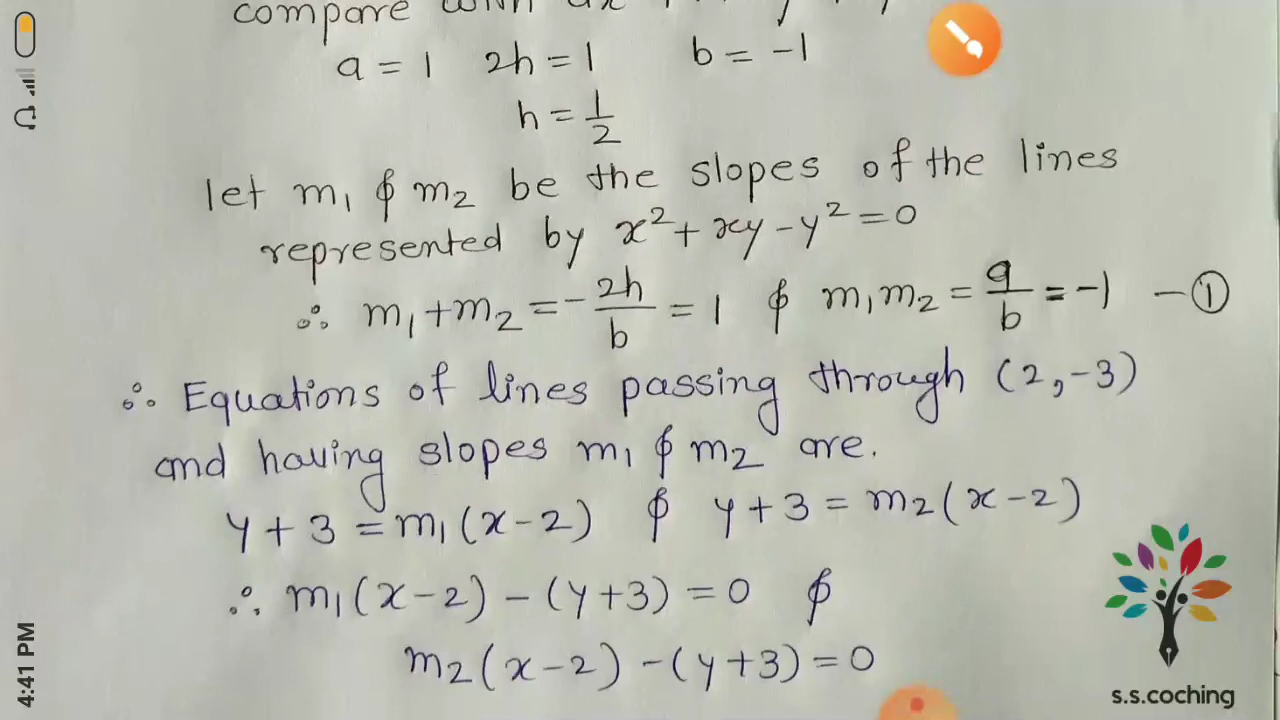 compare with ax
a = 1 2h = 1 b = -1
h = 1/2
let m₁ & m₂ be the slopes of the lines
represented by x² + xy - y² = 0
∴ m₁+m₂ = -2h/b = 1 & m₁m₂ = a/b = -1 —①
∴ Equations of lines passing through (2,-3)
and having slopes m₁ & m₂ are.
y + 3 = m₁(x-2) & y+3 = m₂(x-2)
∴ m₁(x-2) - (y+3) = 0 &
m₂(x-2) - (y+3) = 0
s.s.coching
4:41 PM